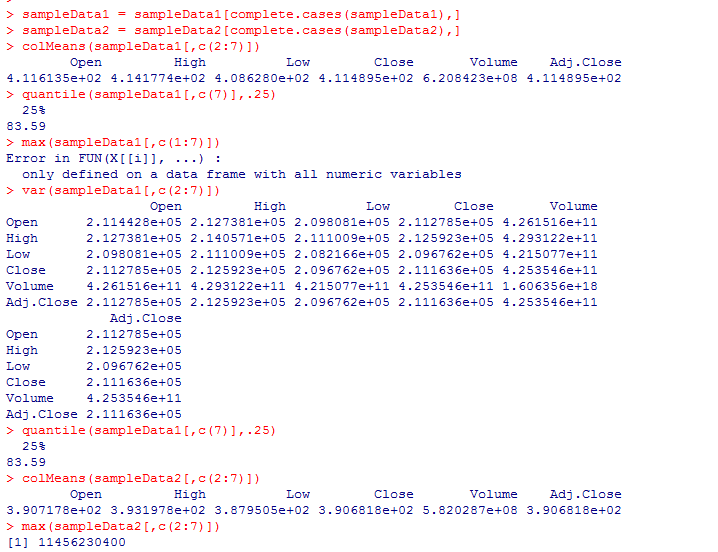 > sampleData1 = sampleData1[complete.cases(sampleData1),]
> sampleData2 = sampleData2[complete.cases(sampleData2),]
> colMeans(sampleData1[,c(2:7)])
        Open         High          Low        Close       Volume    Adj.Close
4.116135e+02 4.141774e+02 4.086280e+02 4.114895e+02 6.208423e+08 4.114895e+02
> quantile(sampleData1[,c(7)],.25)
  25%
83.59
> max(sampleData1[,c(1:7)])
Error in FUN(X[[i]], ...) :
  only defined on a data frame with all numeric variables
> var(sampleData1[,c(2:7)])
                  Open         High          Low        Close       Volume
Open      2.114428e+05 2.127381e+05 2.098081e+05 2.112785e+05 4.261516e+11
High      2.127381e+05 2.140571e+05 2.111009e+05 2.125923e+05 4.293122e+11
Low       2.098081e+05 2.111009e+05 2.082166e+05 2.096762e+05 4.215077e+11
Close     2.112785e+05 2.125923e+05 2.096762e+05 2.111636e+05 4.253546e+11
Volume    4.261516e+11 4.293122e+11 4.215077e+11 4.253546e+11 1.606356e+18
Adj.Close 2.112785e+05 2.125923e+05 2.096762e+05 2.111636e+05 4.253546e+11
             Adj.Close
Open      2.112785e+05
High      2.125923e+05
Low       2.096762e+05
Close     2.111636e+05
Volume    4.253546e+11
Adj.Close 2.111636e+05
> quantile(sampleData1[,c(7)],.25)
  25%
83.59
> colMeans(sampleData2[,c(2:7)])
        Open         High          Low        Close       Volume    Adj.Close
3.907178e+02 3.931978e+02 3.879505e+02 3.906818e+02 5.820287e+08 3.906818e+02
> max(sampleData2[,c(2:7)])
[1] 11456230400